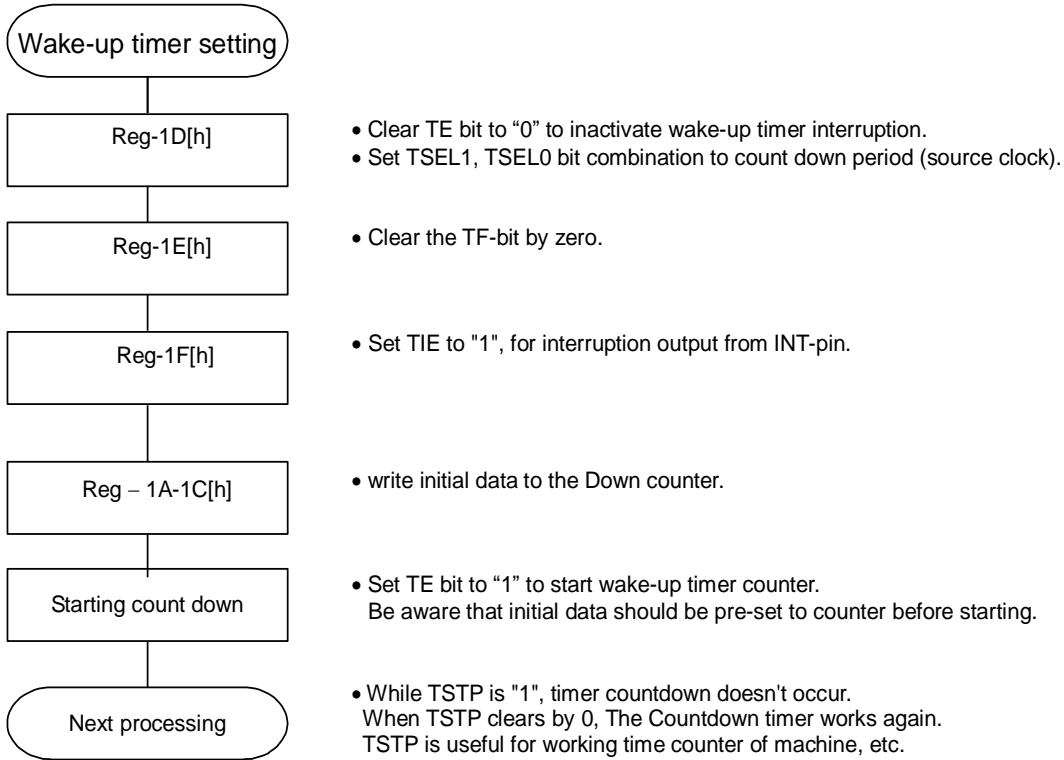 Wake-up timer setting
Reg-1D[h]
• Clear TE bit to “0” to inactivate wake-up timer interruption.
• Set TSEL1, TSEL0 bit combination to count down period (source clock).
Reg-1E[h]
• Clear the TF-bit by zero.
Reg-1F[h]
• Set TIE to "1", for interruption output from INT-pin.
Reg – 1A-1C[h]
• write initial data to the Down counter.
Starting count down
• Set TE bit to “1” to start wake-up timer counter.
Be aware that initial data should be pre-set to counter before starting.
Next processing
• While TSTP is "1", timer countdown doesn't occur.
When TSTP clears by 0, The Countdown timer works again.
TSTP is useful for working time counter of machine, etc.